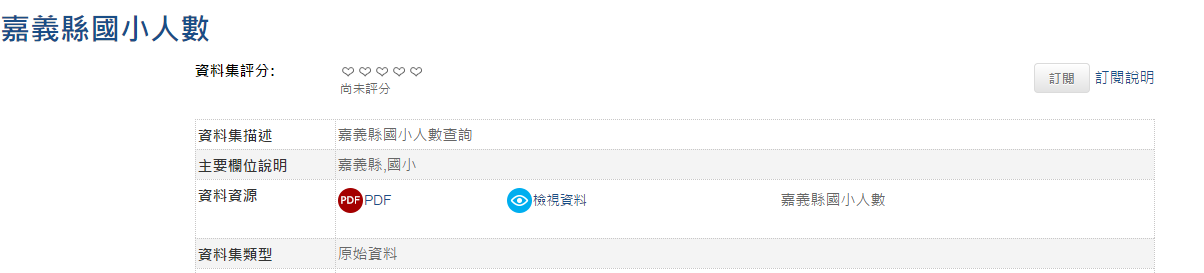 嘉義縣國小人數
資料集評分:
尚未評分
訂閱 訂閱說明
資料集描述 嘉義縣國小人數查詢
主要欄位說明 嘉義縣,國小
資料資源 PDF PDF 檢視資料 嘉義縣國小人數
資料集類型 原始資料